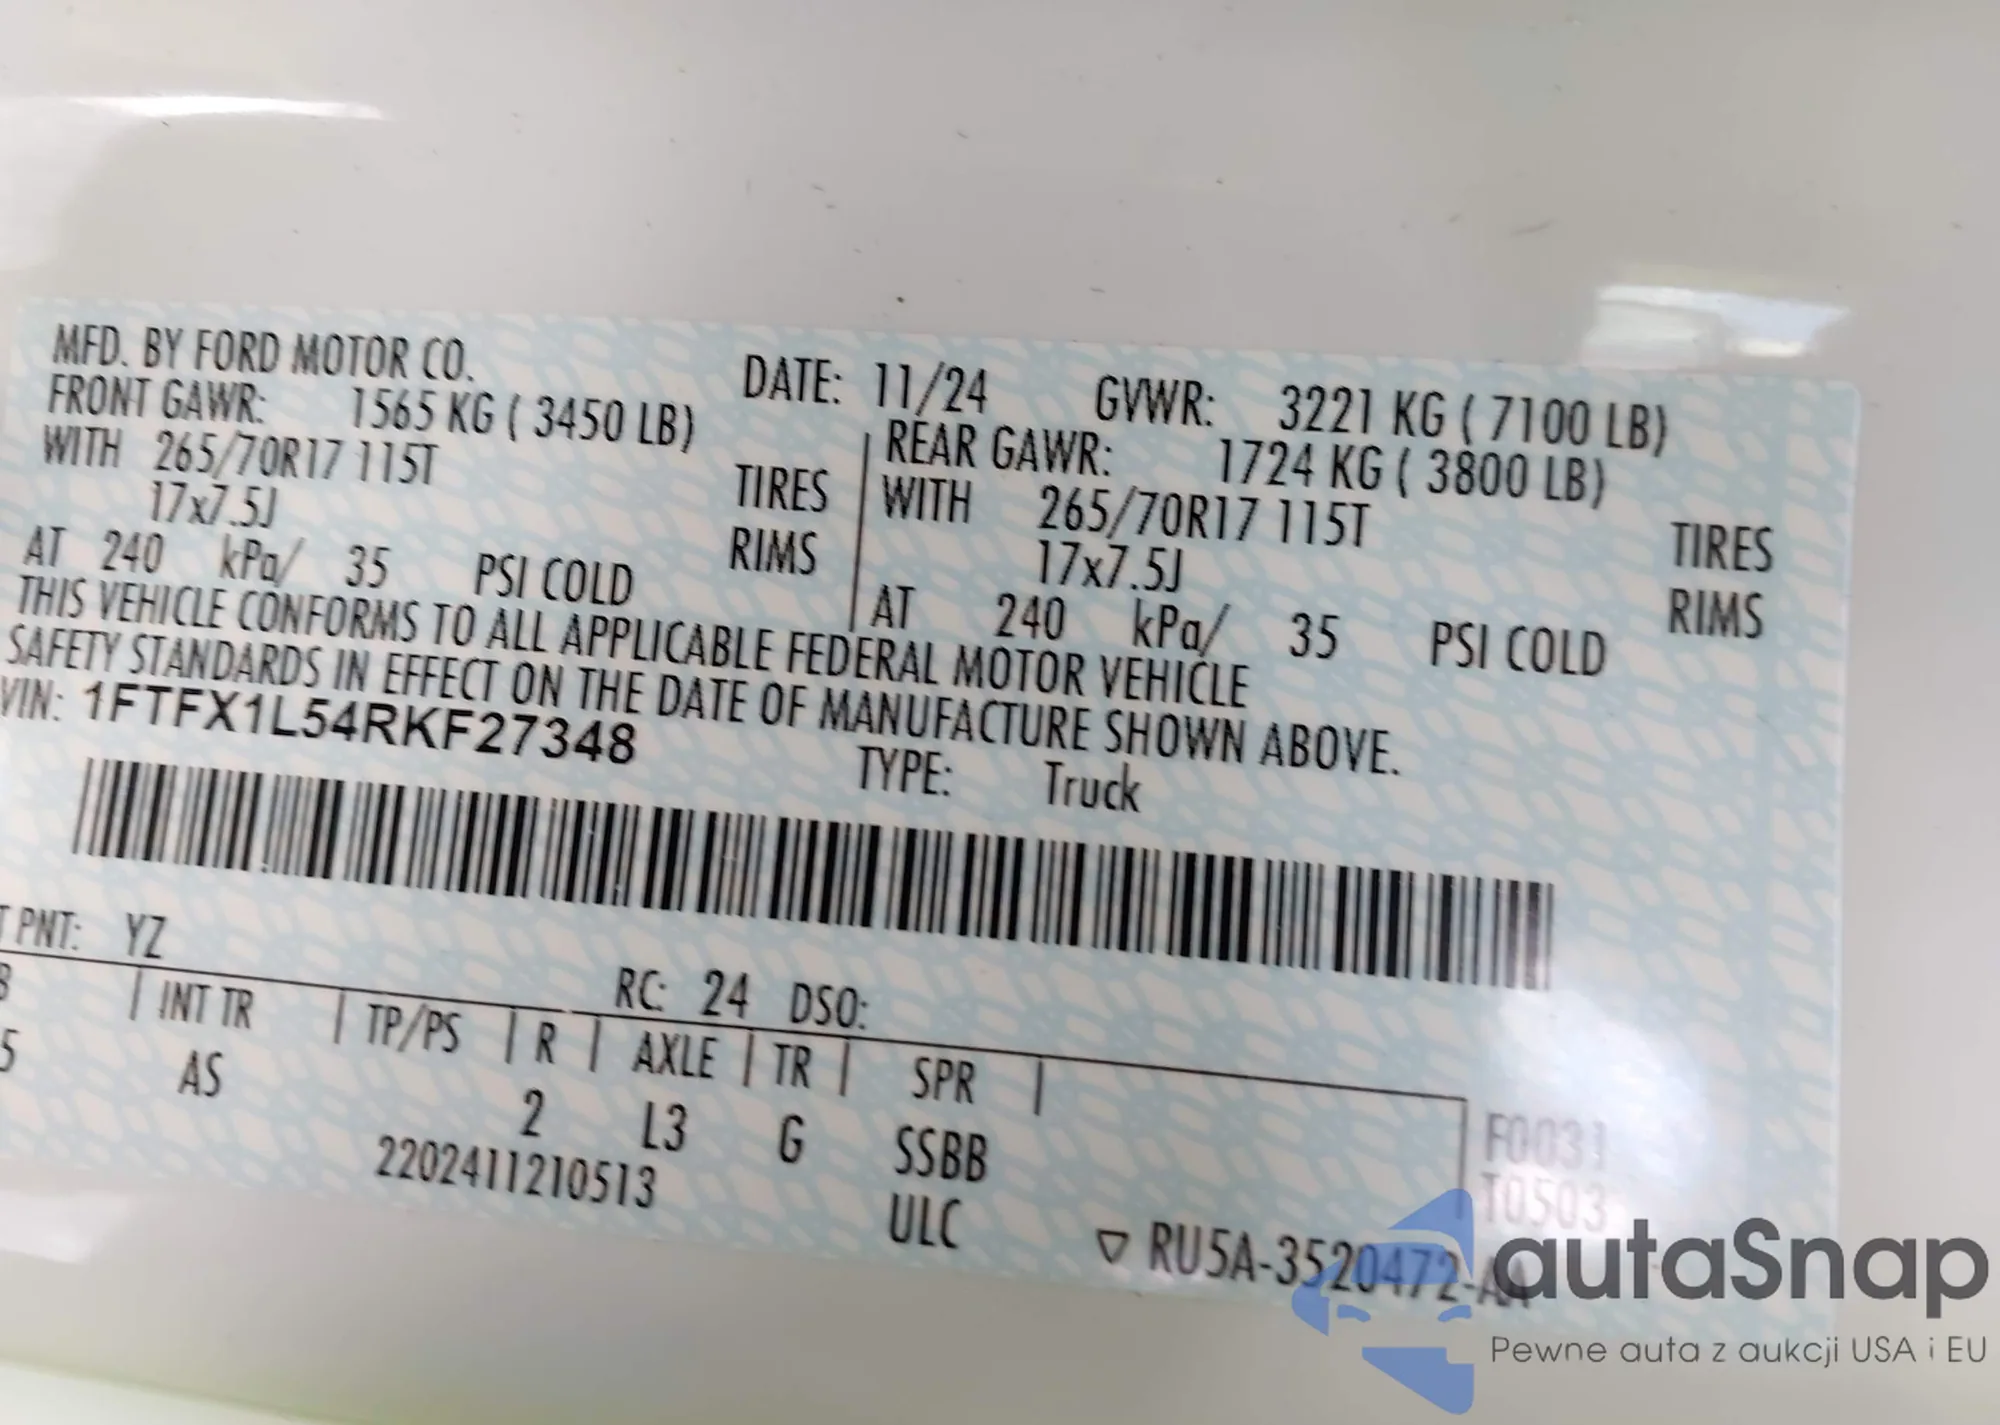 MFD. BY FORD MOTOR CO.
DATE: 11/24 GVWR: 3221 KG ( 7100 LB)
FRONT GAWR: 1565 KG ( 3450 LB)
WITH 265/70R17 115T TIRES
17x7.5J RIMS
AT 240 kPa/ 35 PSI COLD
REAR GAWR: 1724 KG ( 3800 LB)
WITH 265/70R17 115T TIRES
17x7.5J RIMS
AT 240 kPa/ 35 PSI COLD
THIS VEHICLE CONFORMS TO ALL APPLICABLE FEDERAL MOTOR VEHICLE
SAFETY STANDARDS IN EFFECT ON THE DATE OF MANUFACTURE SHOWN ABOVE.
VIN: 1FTFX1L54RKF27348
TYPE: Truck
T PNT: YZ
RC: 24 DSO:
B | INT TR | TP/PS | R | AXLE | TR | SPR |
5 AS 2 L3 G SSBB
F0031
T0503
2202411210513
ULC
▽ RU5A-3520472-AA
autaSnap
Pewne auta z aukcji USA i EU